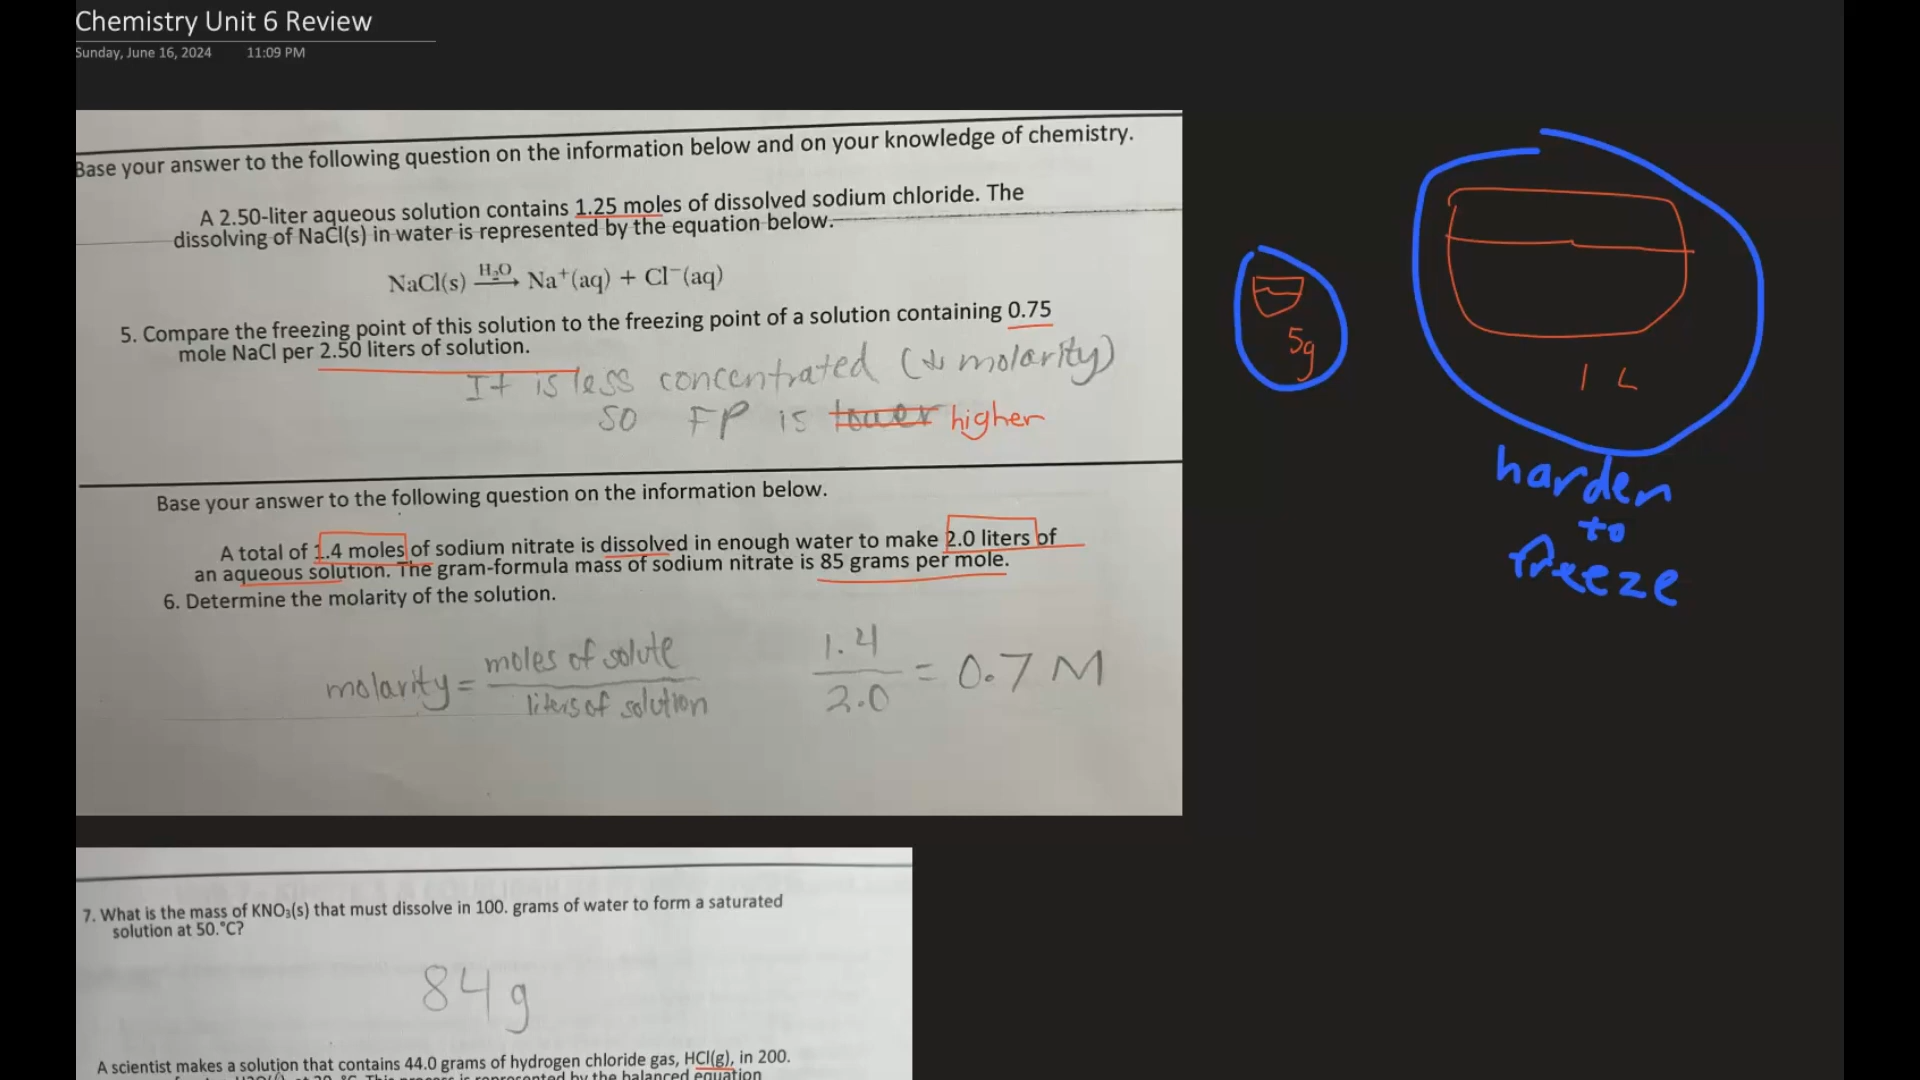 Chemistry Unit 6 Review
Sunday, June 16, 2024 11:09 PM
Base your answer to the following question on the information below and on your knowledge of chemistry.
A 2.50-liter aqueous solution contains 1.25 moles of dissolved sodium chloride. The
dissolving of NaCl(s) in water is represented by the equation below.
NaCl(s) H₂O→ Na⁺(aq) + Cl⁻(aq)
5. Compare the freezing point of this solution to the freezing point of a solution containing 0.75
mole NaCl per 2.50 liters of solution.
It is less concentrated (↓ molarity)
so FP is lower higher
5g
1 L
harder
to
freeze
Base your answer to the following question on the information below.
A total of 1.4 moles of sodium nitrate is dissolved in enough water to make 2.0 liters of
an aqueous solution. The gram-formula mass of sodium nitrate is 85 grams per mole.
6. Determine the molarity of the solution.
molarity = moles of solute / liters of solution 1.4 / 2.0 = 0.7 M
7. What is the mass of KNO₃(s) that must dissolve in 100. grams of water to form a saturated
solution at 50.°C?
84 g
A scientist makes a solution that contains 44.0 grams of hydrogen chloride gas, HCl(g), in 200.
This process is represented by the balanced equation